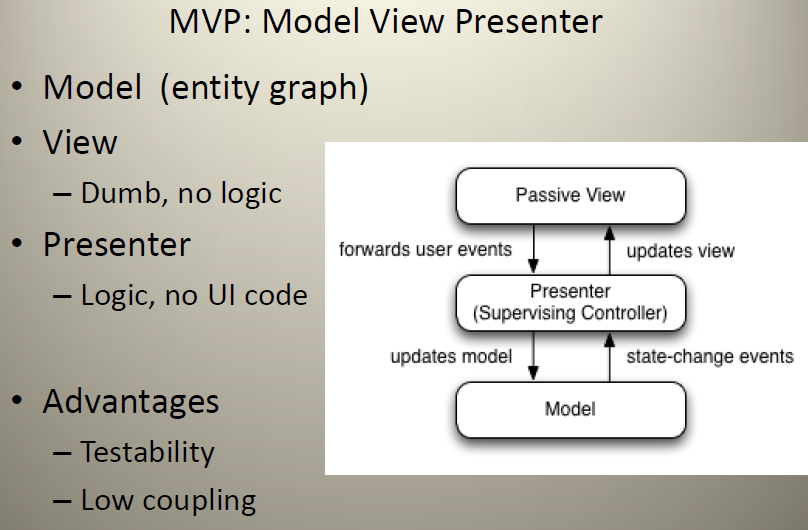 MVP: Model View Presenter
• Model  (entity graph)
• View
– Dumb, no logic
• Presenter
– Logic, no UI code
• Advantages
– Testability
– Low coupling
Passive View
forwards user events
updates view
Presenter
(Supervising Controller)
updates model
state-change events
Model